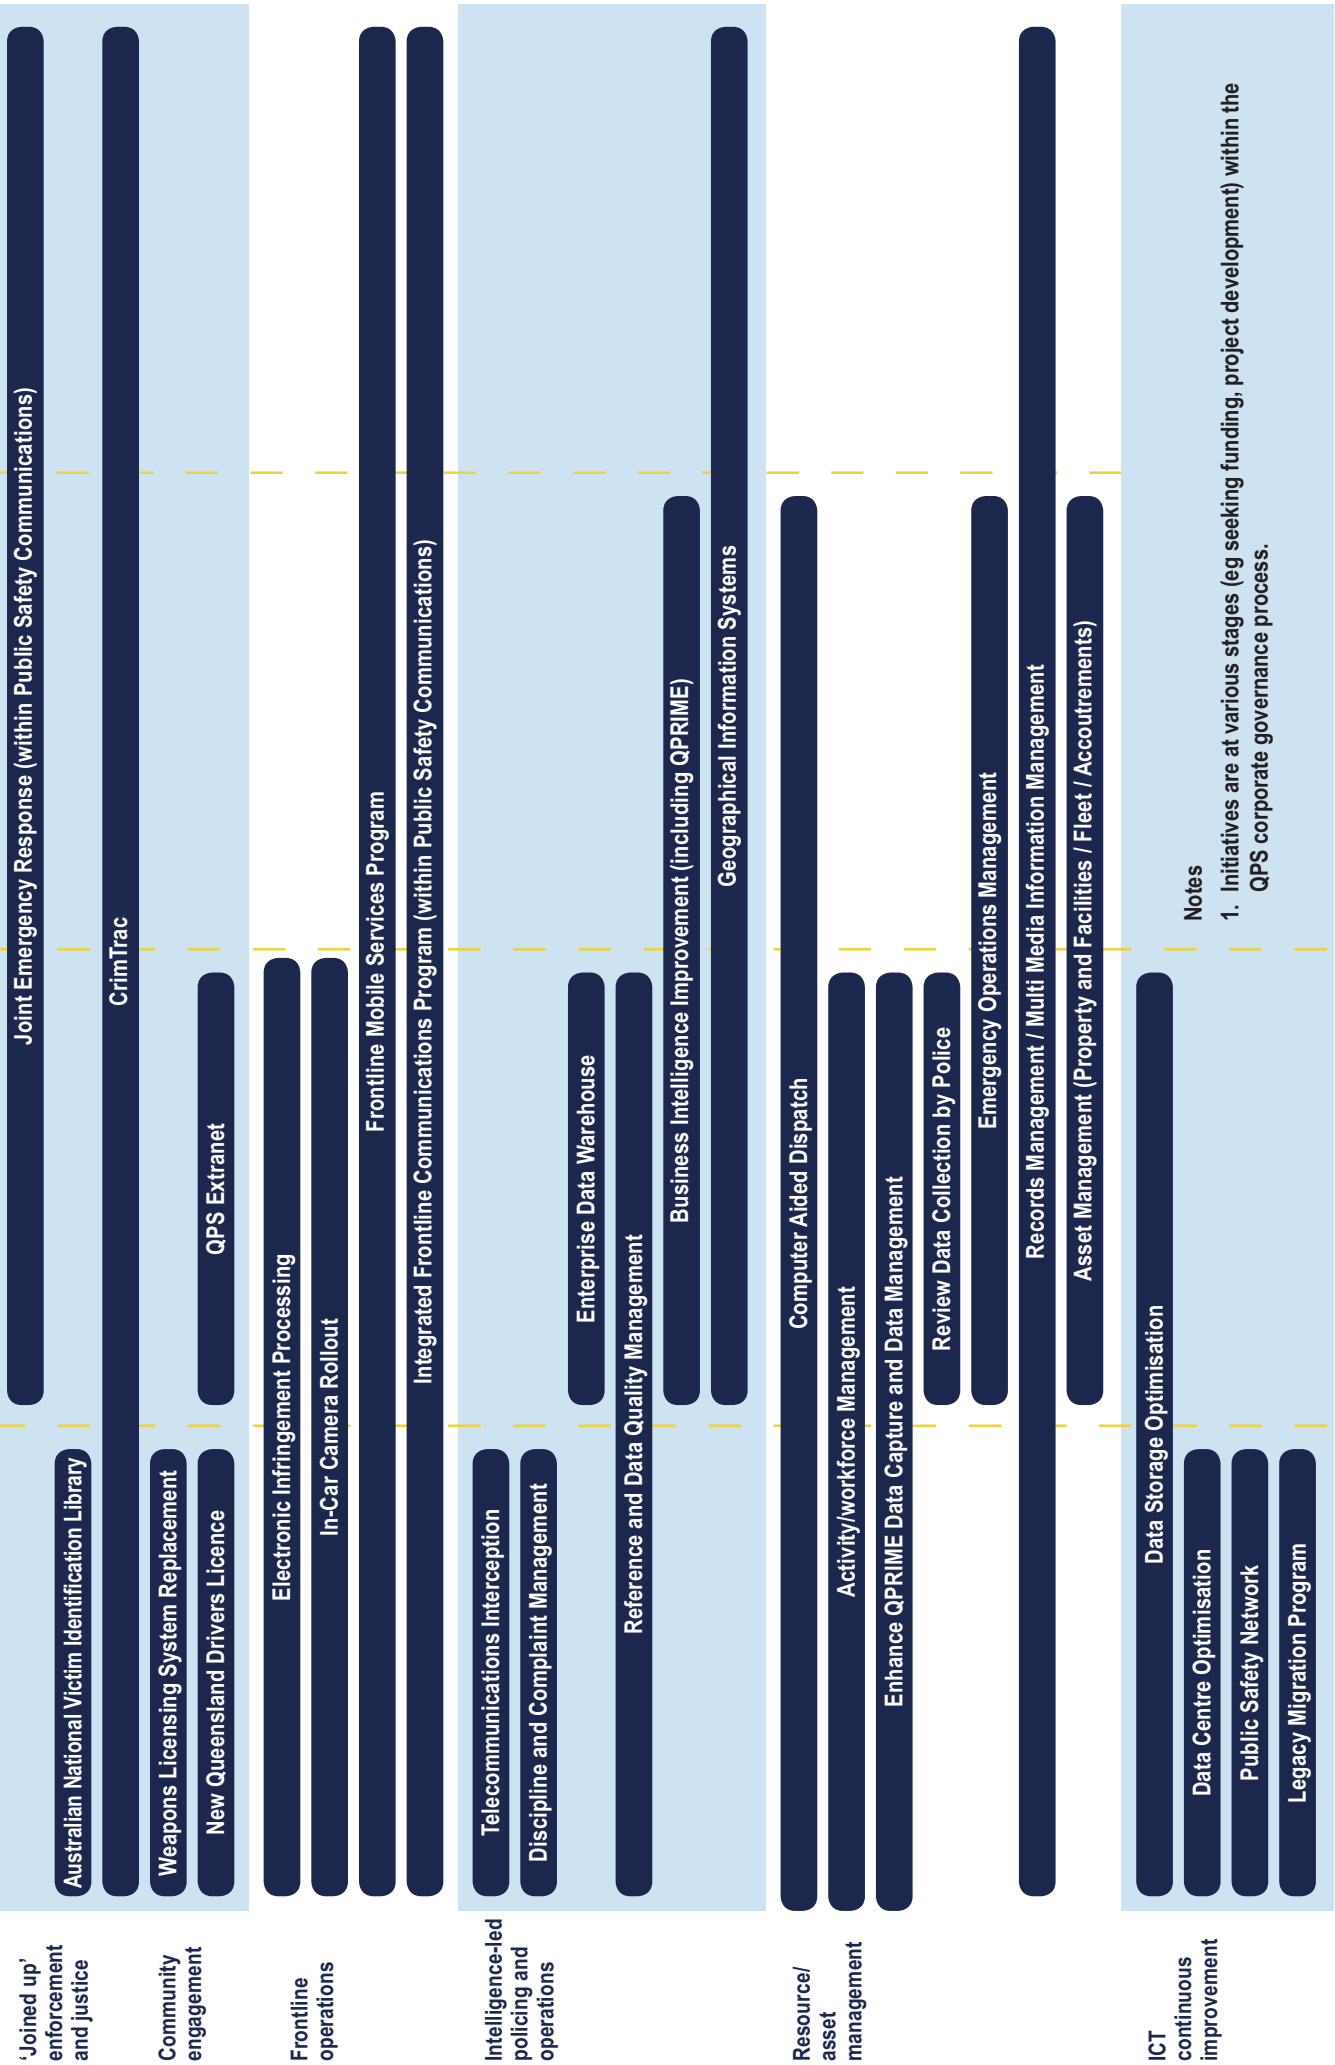 ‘Joined up’
enforcement
and justice
Joint Emergency Response (within Public Safety Communications)
Australian National Victim Identification Library
CrimTrac
Community
engagement
Weapons Licensing System Replacement
New Queensland Drivers Licence
QPS Extranet
Frontline
operations
Electronic Infringement Processing
In-Car Camera Rollout
Frontline Mobile Services Program
Integrated Frontline Communications Program (within Public Safety Communications)
Intelligence-led
policing and
operations
Telecommunications Interception
Discipline and Complaint Management
Enterprise Data Warehouse
Reference and Data Quality Management
Business Intelligence Improvement (including QPRIME)
Geographical Information Systems
Resource/
asset
management
Computer Aided Dispatch
Activity/workforce Management
Enhance QPRIME Data Capture and Data Management
Review Data Collection by Police
Emergency Operations Management
Records Management / Multi Media Information Management
Asset Management (Property and Facilities / Fleet / Accoutrements)
ICT
continuous
improvement
Data Storage Optimisation
Data Centre Optimisation
Public Safety Network
Legacy Migration Program
Notes
1. Initiatives are at various stages (eg seeking funding, project development) within the
QPS corporate governance process.